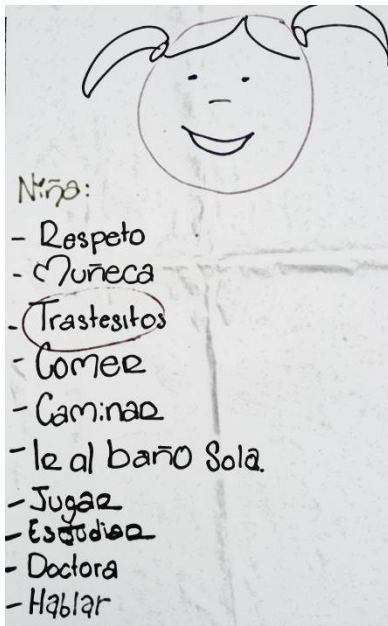 Niña:
- Respeto
- Muñeca
- Trastesitos
- Comer
- Caminar
- Ir al baño Sola.
- Jugar
- Estudiar
- Doctora
- Hablar